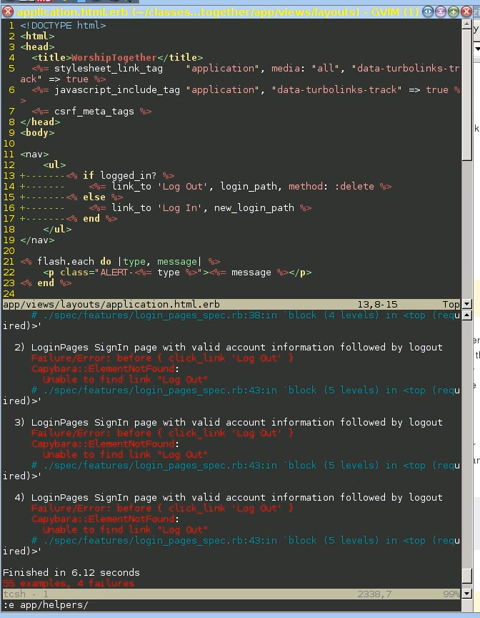 application.html.erb (~/classes...together/app/views/layouts) - GVIM (1)
1 <!DOCTYPE html>
2 <html>
3 <head>
4   <title>WorshipTogether</title>
5   <%= stylesheet_link_tag    "application", media: "all", "data-turbolinks-tr
ack" => true %>
6   <%= javascript_include_tag "application", "data-turbolinks-track" => true %
>
7   <%= csrf_meta_tags %>
8 </head>
9 <body>
10
11 <nav>
12     <ul>
13 +-------<% if logged_in? %>
14 +-------    <%= link_to 'Log Out', login_path, method: :delete %>
15 +-------<% else %>
16 +-------    <%= link_to 'Log In', new_login_path %>
17 +-------<% end %>
18     </ul>
19 </nav>
20
21 <% flash.each do |type, message| %>
22     <p class="ALERT-<%= type %>"><%= message %></p>
23 <% end %>
24
app/views/layouts/application.html.erb 13,8-15 Top
# ./spec/features/login_pages_spec.rb:38:in `block (4 levels) in <top (requ
ired)>'
2) LoginPages SignIn page with valid account information followed by logout
Failure/Error: before { click_link 'Log Out' }
Capybara::ElementNotFound:
Unable to find link "Log Out"
# ./spec/features/login_pages_spec.rb:43:in `block (5 levels) in <top (requ
ired)>'
3) LoginPages SignIn page with valid account information followed by logout
Failure/Error: before { click_link 'Log Out' }
Capybara::ElementNotFound:
Unable to find link "Log Out"
# ./spec/features/login_pages_spec.rb:43:in `block (5 levels) in <top (requ
ired)>'
4) LoginPages SignIn page with valid account information followed by logout
Failure/Error: before { click_link 'Log Out' }
Capybara::ElementNotFound:
Unable to find link "Log Out"
# ./spec/features/login_pages_spec.rb:43:in `block (5 levels) in <top (requ
ired)>'
Finished in 6.12 seconds
55 examples, 4 failures
tcsh - 1 2338,7 99%
:e app/helpers/